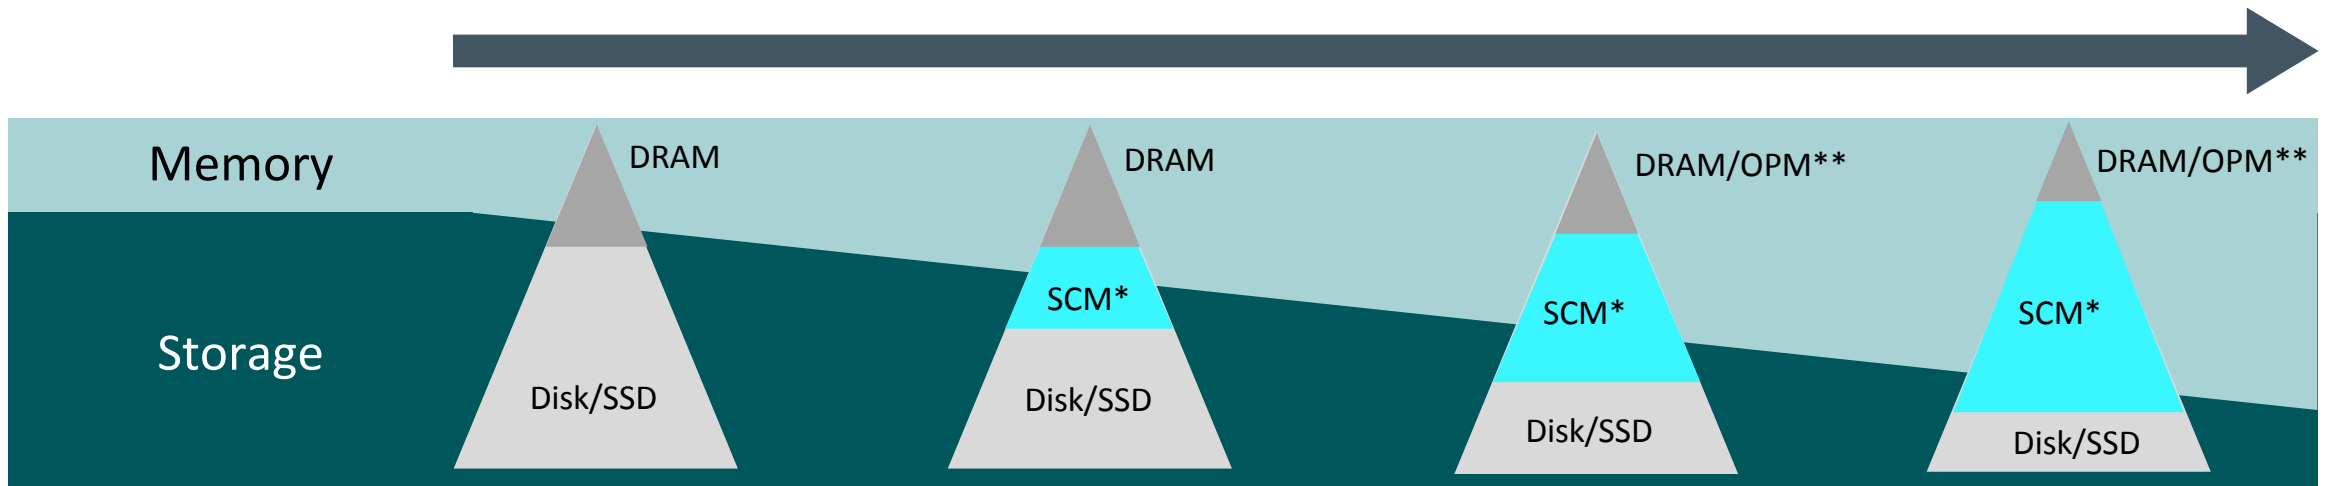 Memory
Storage
DRAM
Disk/SSD
DRAM
SCM*
Disk/SSD
DRAM/OPM**
SCM*
Disk/SSD
DRAM/OPM**
SCM*
Disk/SSD